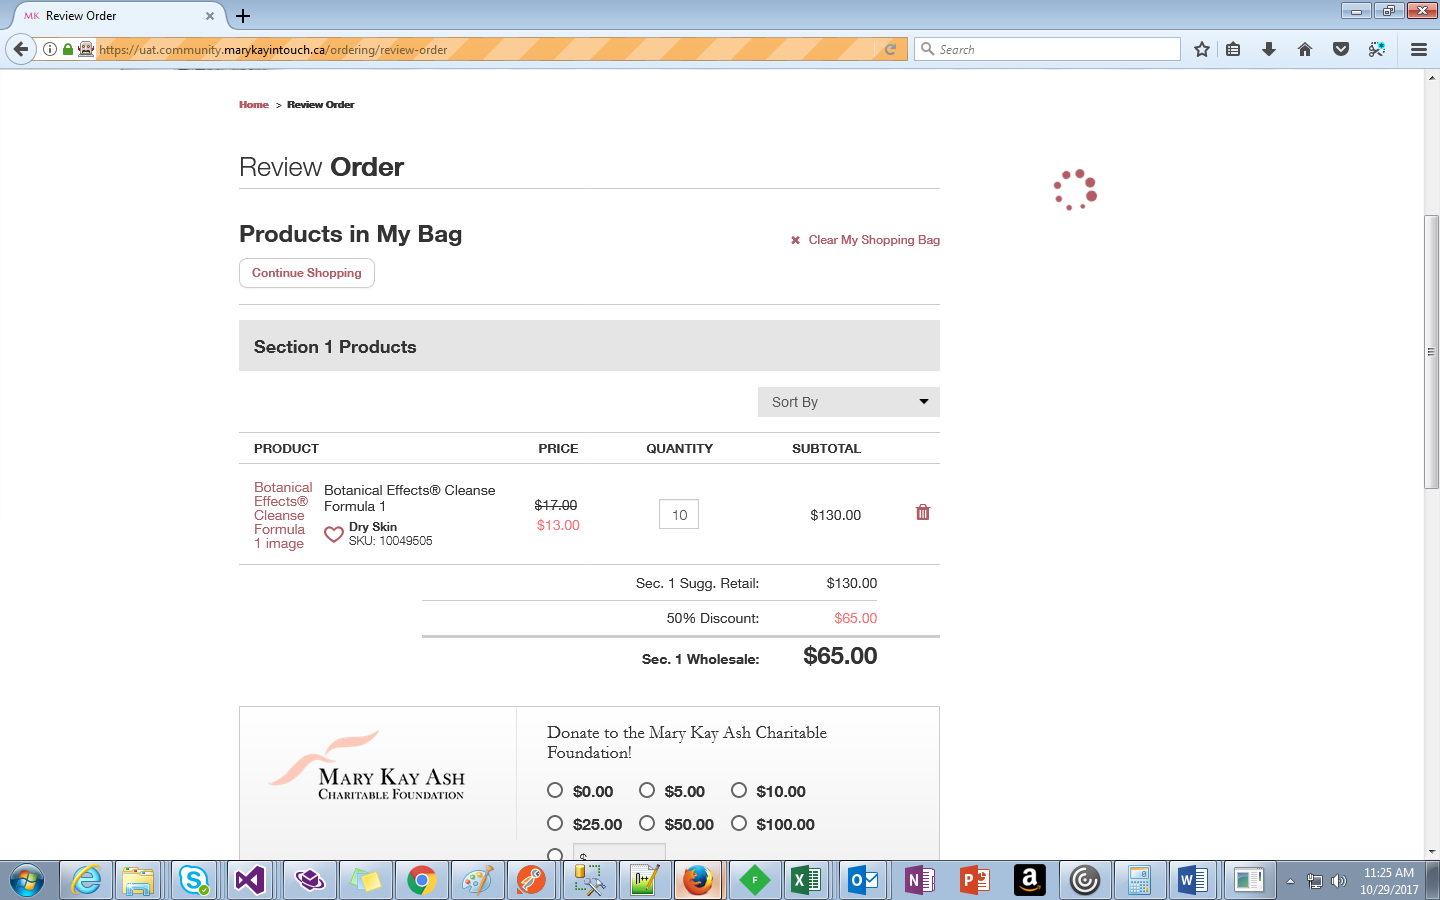 MK Review Order
https://uat.community.marykayintouch.ca/ordering/review-order
Search
Home > Review Order
Review Order
Products in My Bag
Clear My Shopping Bag
Continue Shopping
Section 1 Products
Sort By
PRODUCT PRICE QUANTITY SUBTOTAL
Botanical
Effects®
Cleanse
Formula
1 image
Botanical Effects® Cleanse
Formula 1
Dry Skin
SKU: 10049505
$17.00
$13.00
10
$130.00
Sec. 1 Sugg. Retail: $130.00
50% Discount: $65.00
Sec. 1 Wholesale: $65.00
MARY KAY ASH
CHARITABLE FOUNDATION
Donate to the Mary Kay Ash Charitable
Foundation!
$0.00 $5.00 $10.00
$25.00 $50.00 $100.00
$
11:25 AM
10/29/2017